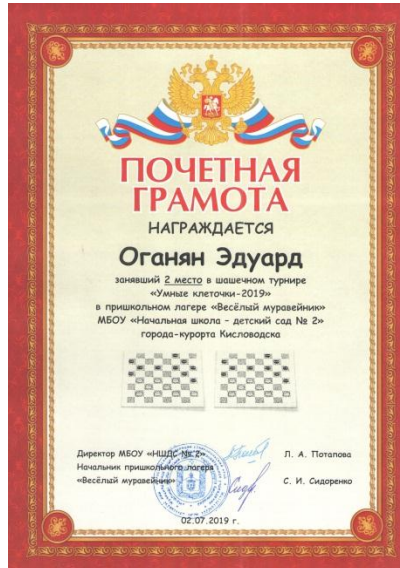 ПОЧЕТНАЯ
ГРАМОТА
НАГРАЖДАЕТСЯ
Оганян Эдуард
занявший 2 место в шашечном турнире
«Умные клеточки-2019»
в пришкольном лагере «Весёлый муравейник»
МБОУ «Начальная школа – детский сад № 2»
города-курорта Кисловодска
Директор МБОУ «НШДС № 2» Л. А. Потапова
Начальник пришкольного лагеря
«Весёлый муравейник» С. И. Сидоренко
02.07.2019 г.